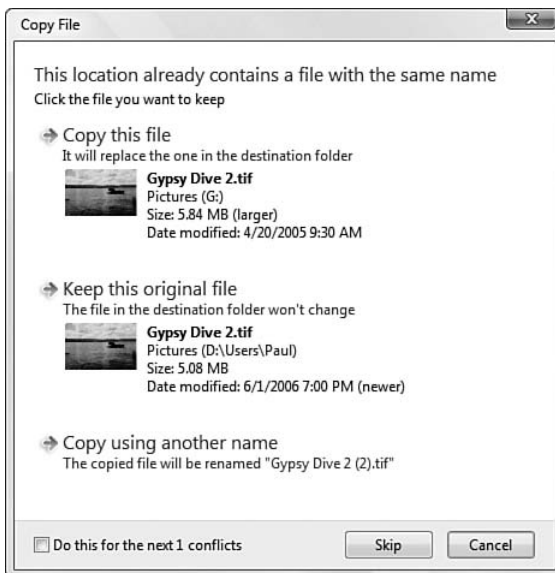 Copy File
This location already contains a file with the same name
Click the file you want to keep
Copy this file
It will replace the one in the destination folder
Gypsy Dive 2.tif
Pictures (G:)
Size: 5.84 MB (larger)
Date modified: 4/20/2005 9:30 AM
Keep this original file
The file in the destination folder won't change
Gypsy Dive 2.tif
Pictures (D:\Users\Paul)
Size: 5.08 MB
Date modified: 6/1/2006 7:00 PM (newer)
Copy using another name
The copied file will be renamed "Gypsy Dive 2 (2).tif"
Do this for the next 1 conflicts
Skip
Cancel